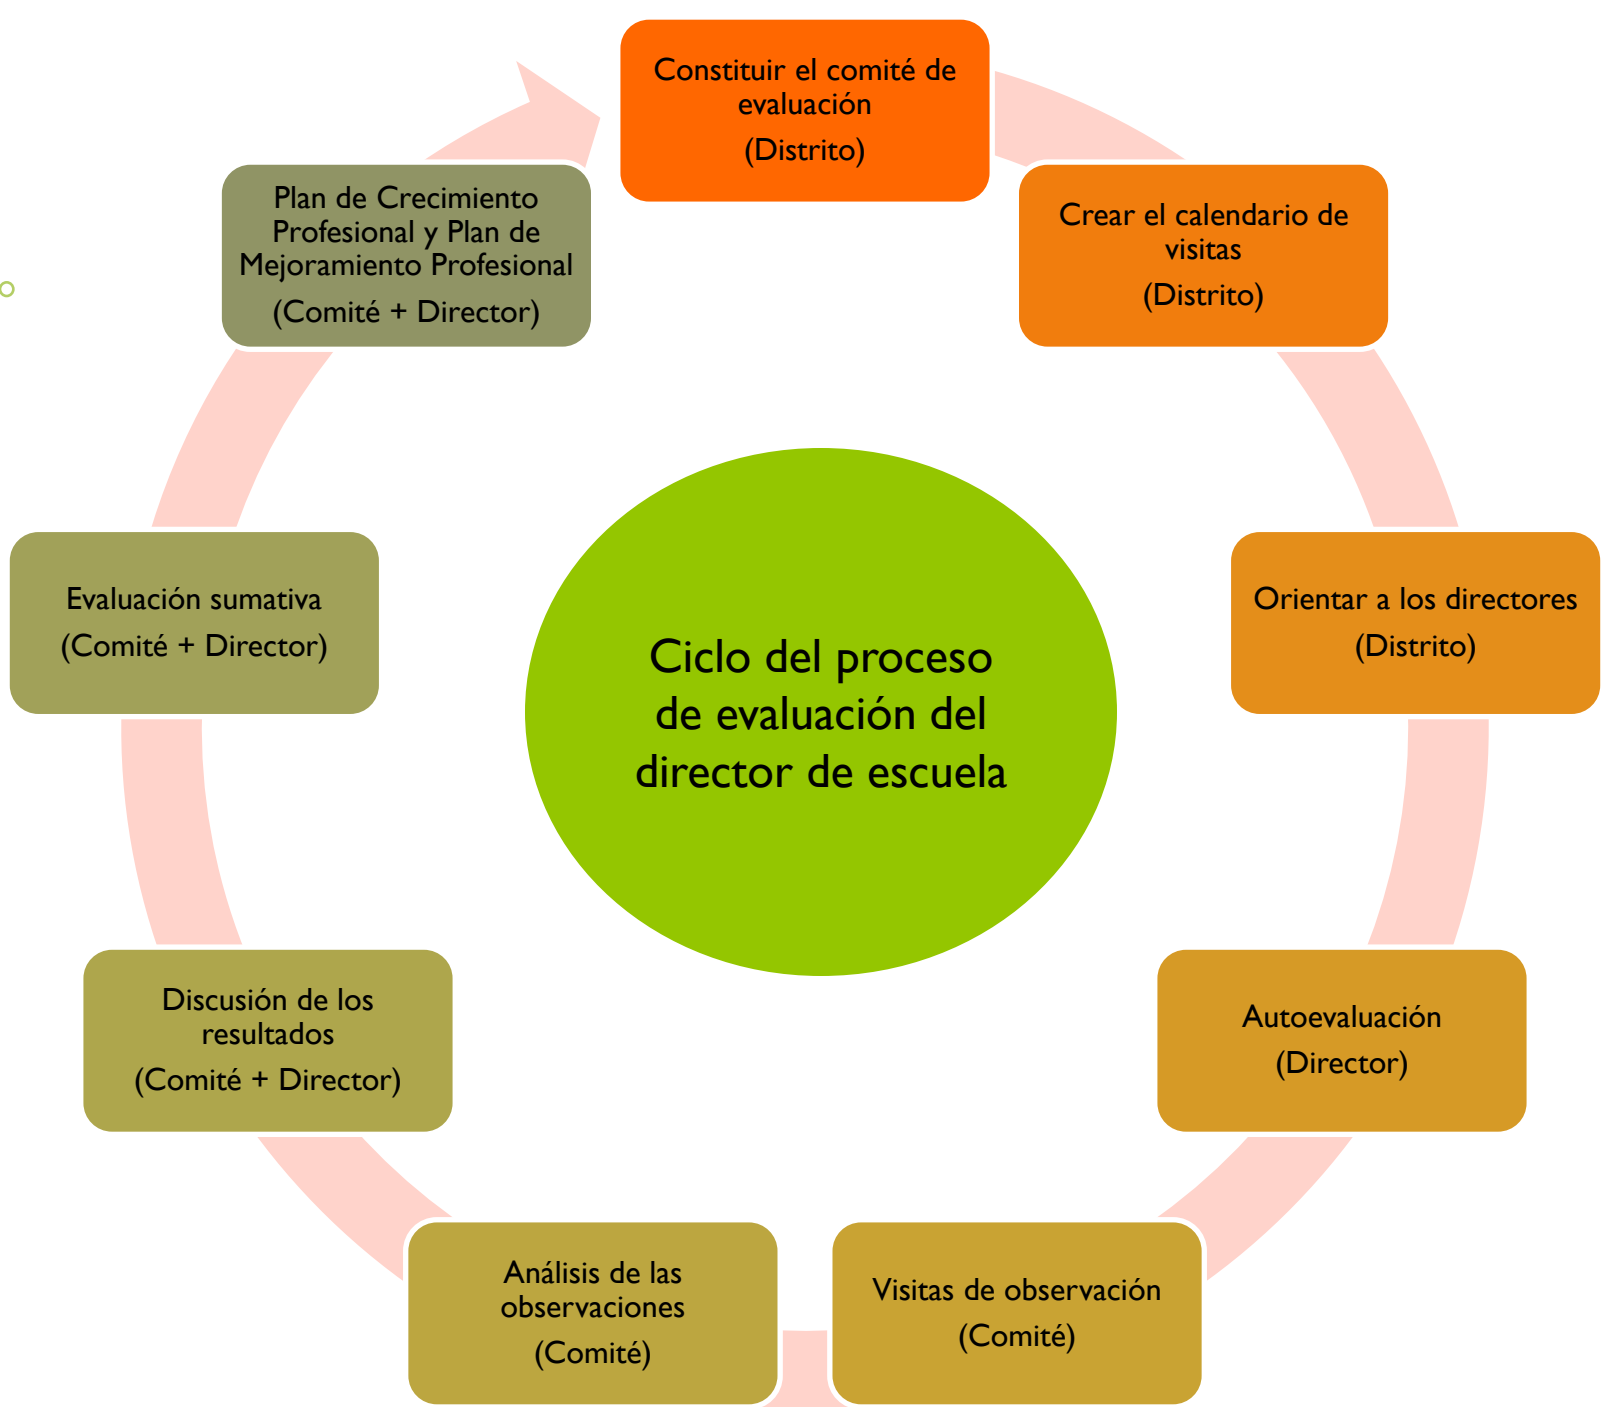 Constituir el comité de
evaluación
(Distrito)
Crear el calendario de
visitas
(Distrito)
Orientar a los directores
(Distrito)
Autoevaluación
(Director)
Visitas de observación
(Comité)
Análisis de las
observaciones
(Comité)
Discusión de los
resultados
(Comité + Director)
Evaluación sumativa
(Comité + Director)
Plan de Crecimiento
Profesional y Plan de
Mejoramiento Profesional
(Comité + Director)
Ciclo del proceso
de evaluación del
director de escuela